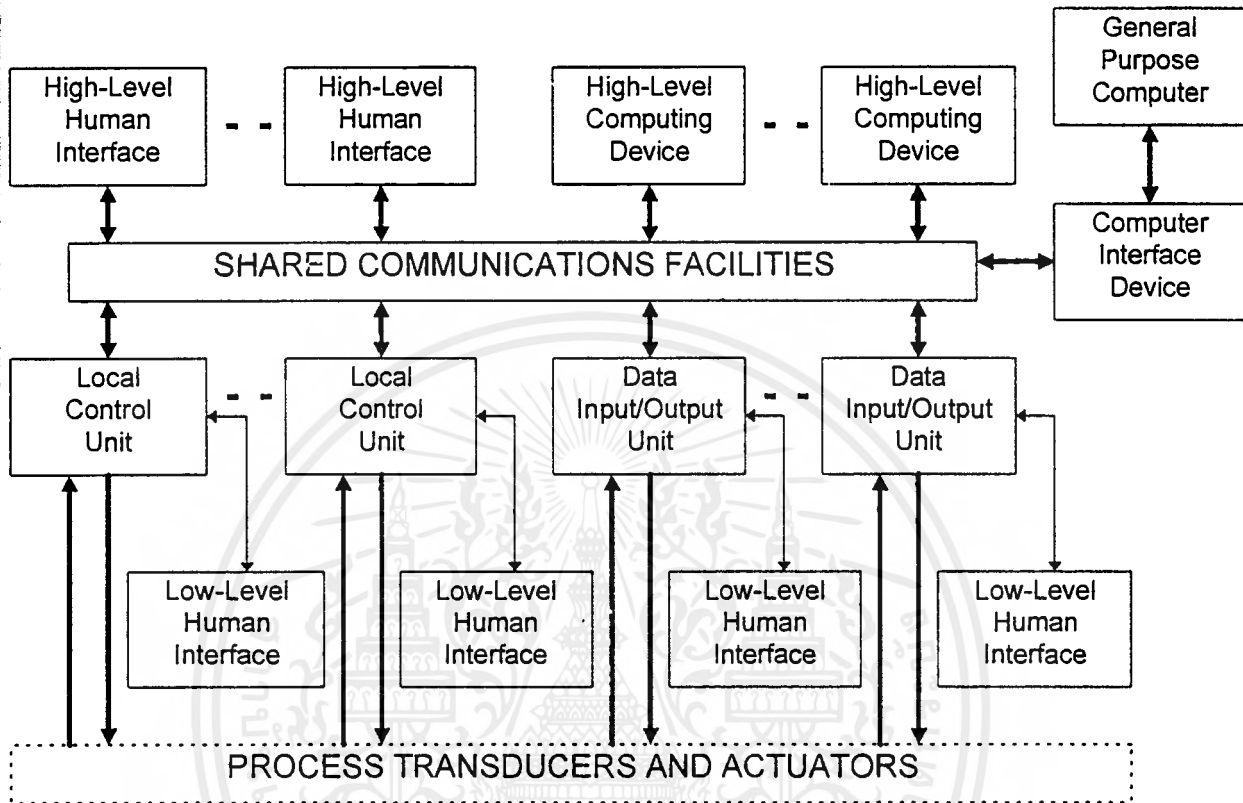 General
Purpose
Computer
High-Level
Human
Interface
High-Level
Human
Interface
High-Level
Computing
Device
High-Level
Computing
Device
Computer
Interface
Device
SHARED COMMUNICATIONS FACILITIES
Local
Control
Unit
Local
Control
Unit
Data
Input/Output
Unit
Data
Input/Output
Unit
Low-Level
Human
Interface
Low-Level
Human
Interface
Low-Level
Human
Interface
Low-Level
Human
Interface
PROCESS TRANSDUCERS AND ACTUATORS